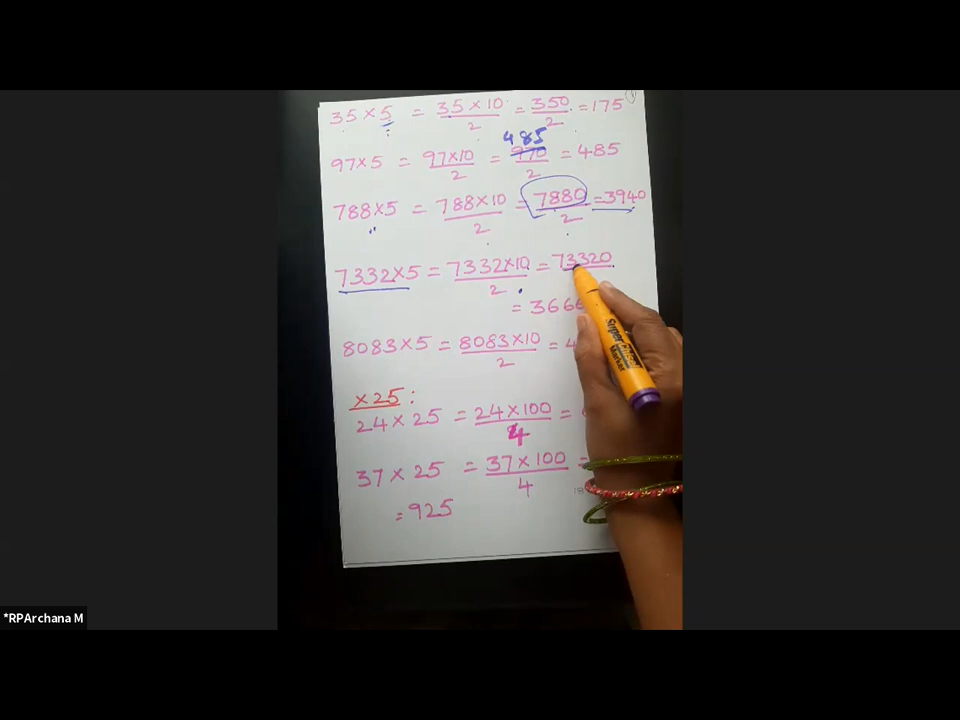 35 × 5 = 35 × 10 / 2 = 350 / 2 = 175
485
97 × 5 = 97 × 10 / 2 = 970 / 2 = 485
788 × 5 = 788 × 10 / 2 = 7880 / 2 = 3940
7332 × 5 = 7332 × 10 / 2 = 73320
= 3666
8083 × 5 = 8083 × 10 / 2 = 4
× 25 :
24 × 25 = 24 × 100 / 4 =
37 × 25 = 37 × 100 / 4 =
= 925
*RPArchana M